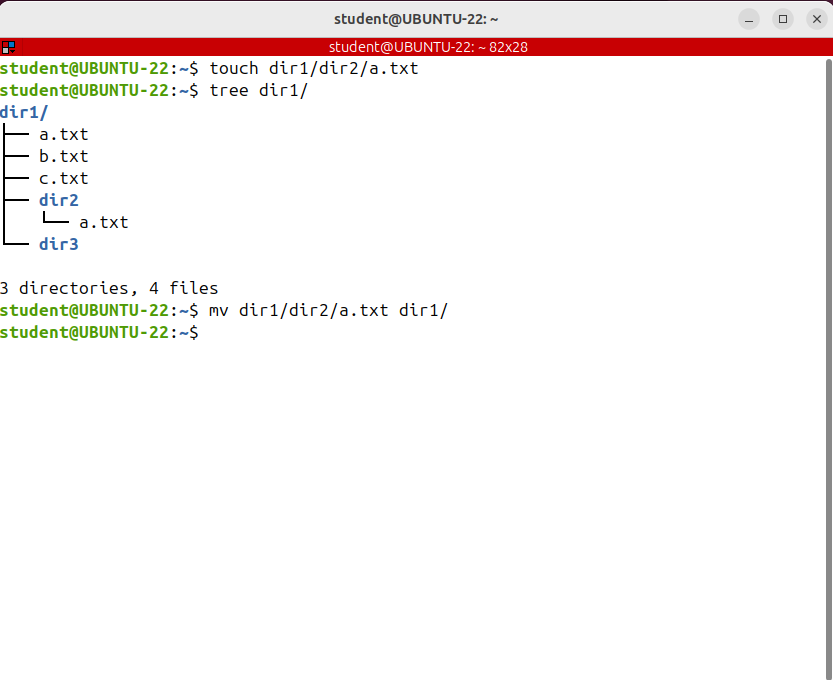 student@UBUNTU-22: ~
student@UBUNTU-22: ~ 82x28
student@UBUNTU-22:~$ touch dir1/dir2/a.txt
student@UBUNTU-22:~$ tree dir1/
dir1/
├── a.txt
├── b.txt
├── c.txt
├── dir2
│   └── a.txt
└── dir3
3 directories, 4 files
student@UBUNTU-22:~$ mv dir1/dir2/a.txt dir1/
student@UBUNTU-22:~$